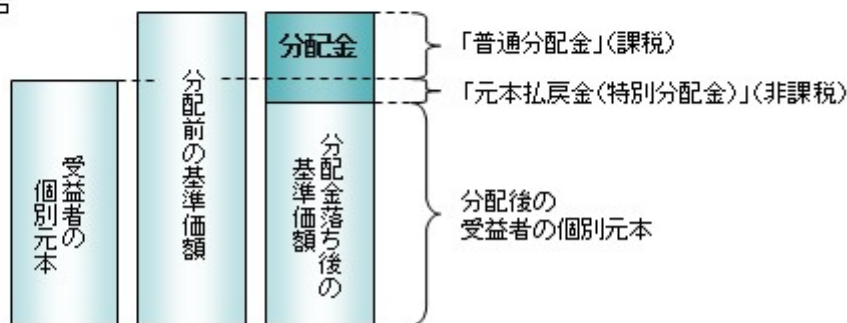 分配金
「普通分配金」(課税)
「元本払戻金(特別分配金)」(非課税)
受益者の
個別元本
分配前の基準価額
分配金落ち後の
基準価額
分配後の
受益者の個別元本